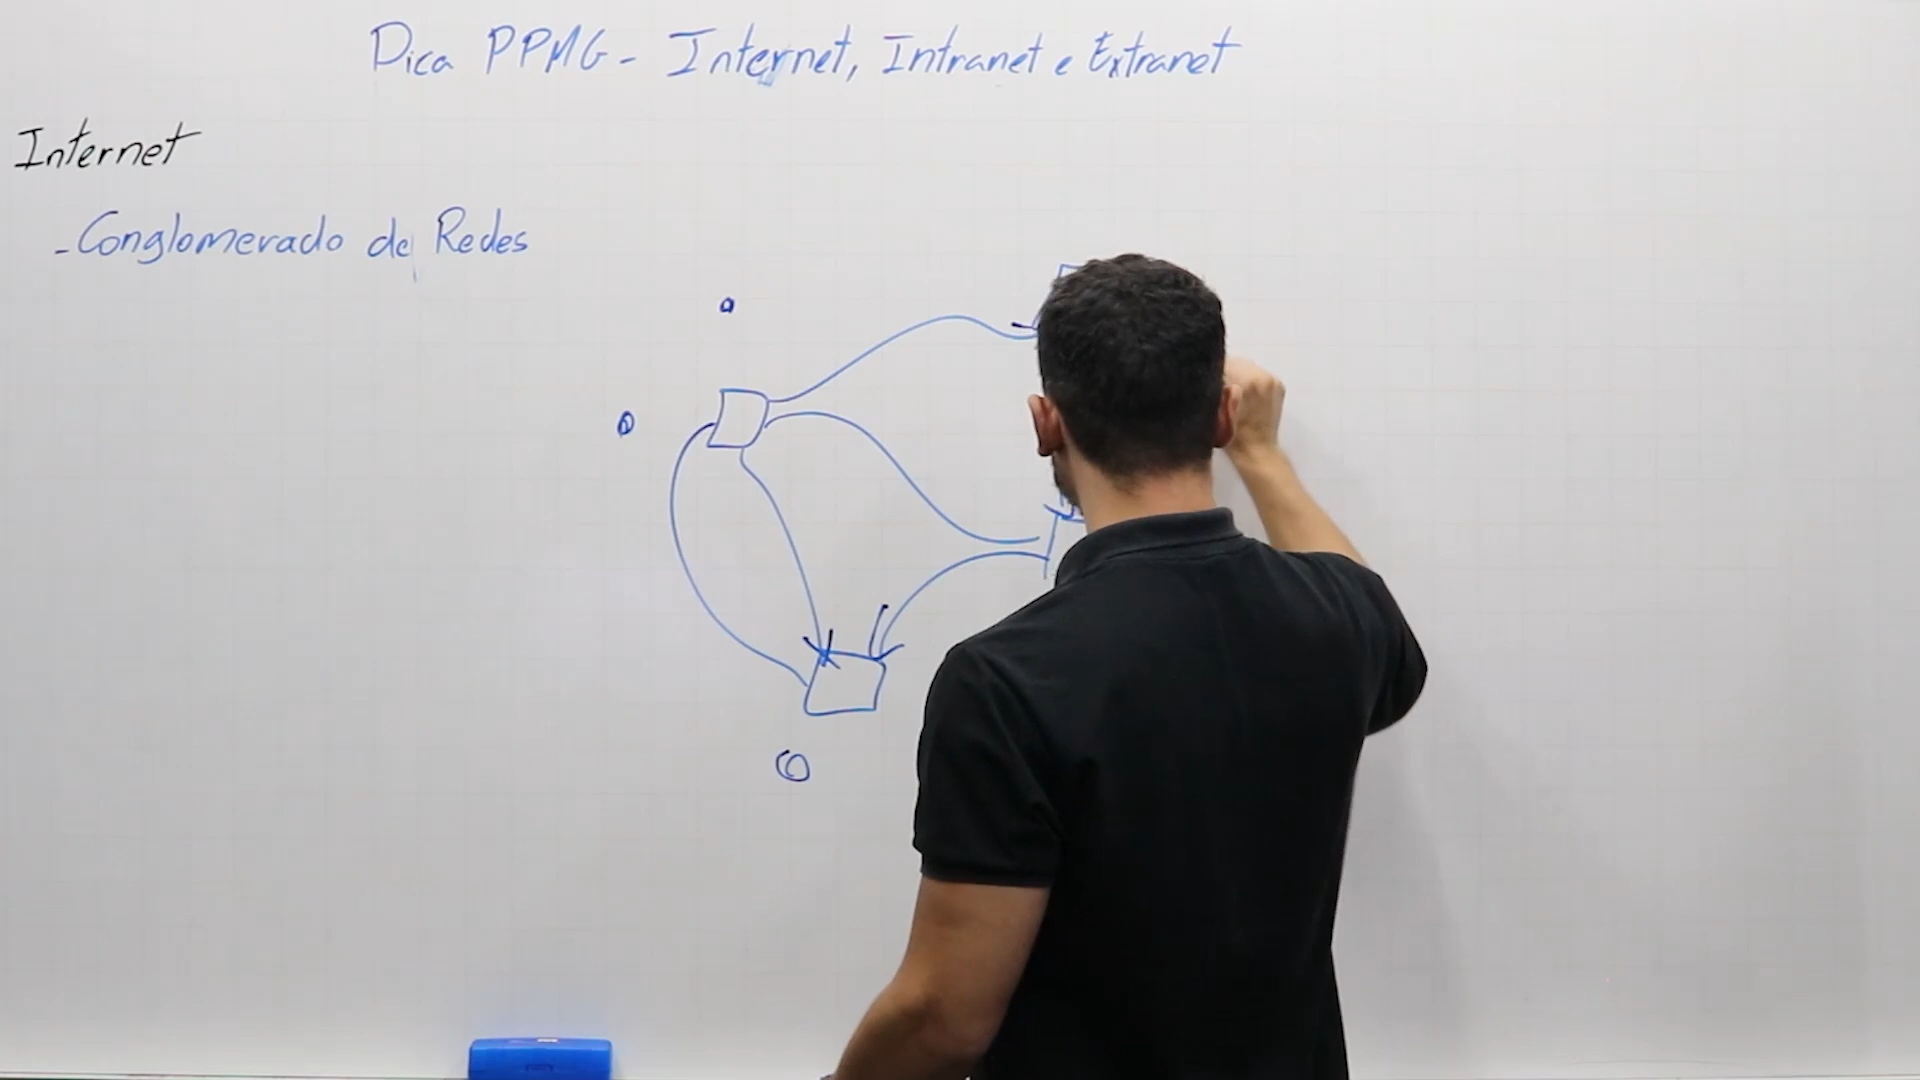 Dica PPMG - Internet, Intranet e Extranet
Internet
- Conglomerado de Redes